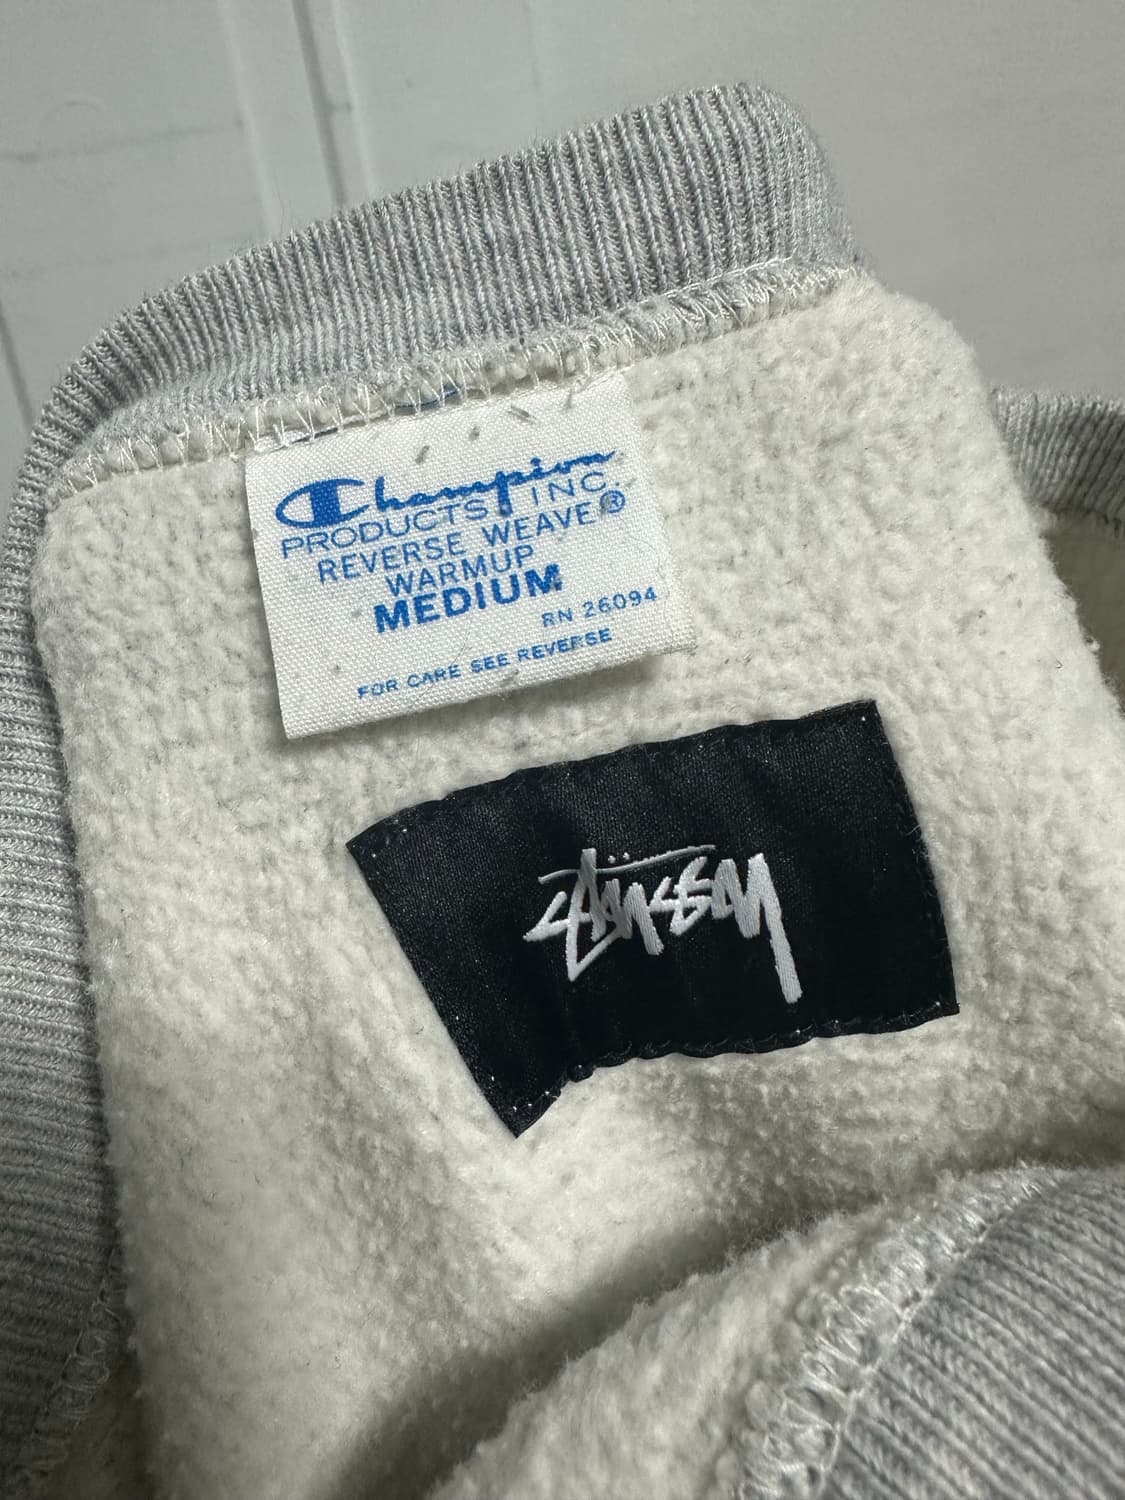 Champion
PRODUCTS INC.
REVERSE WEAVE®
WARMUP
MEDIUM
RN 26094
FOR CARE SEE REVERSE
stüssy